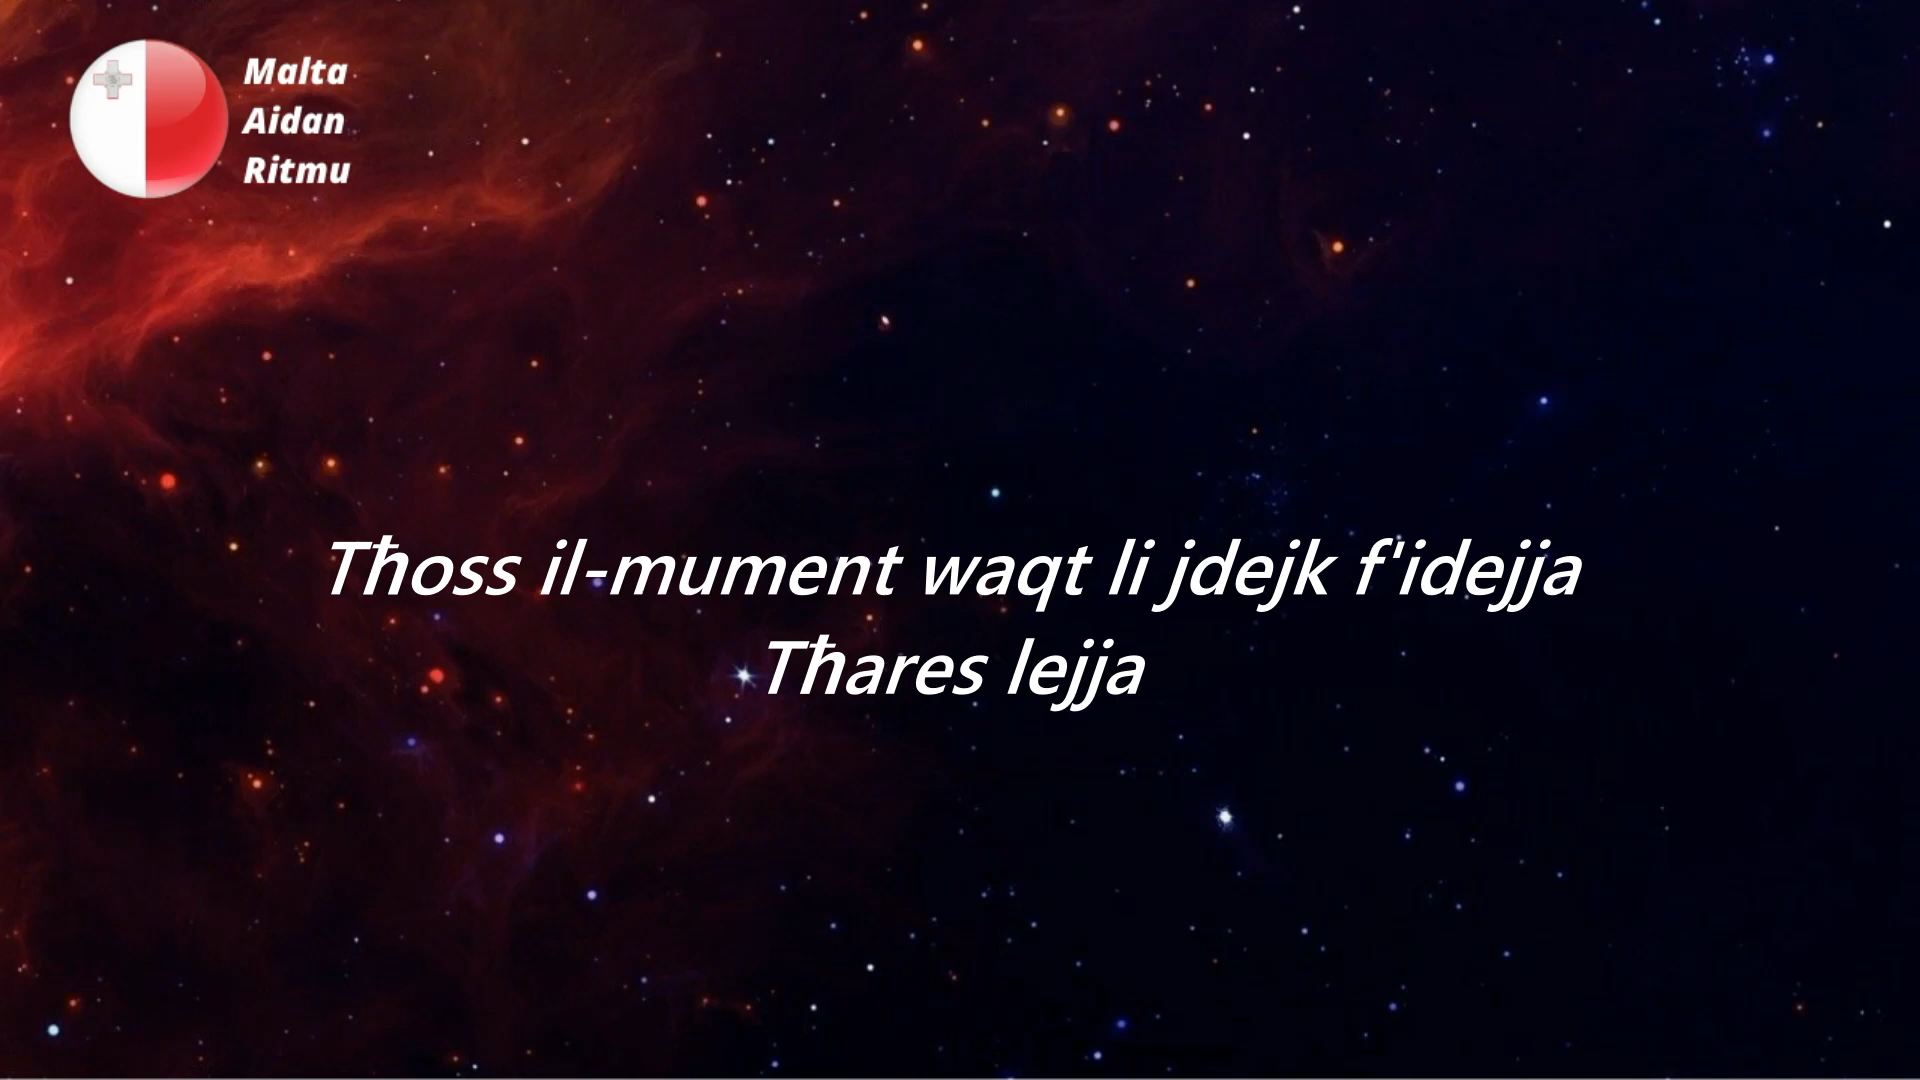 Malta
Aidan
Ritmu
Tħoss il-mument waqt li jdejk f'idejja
Tħares lejja